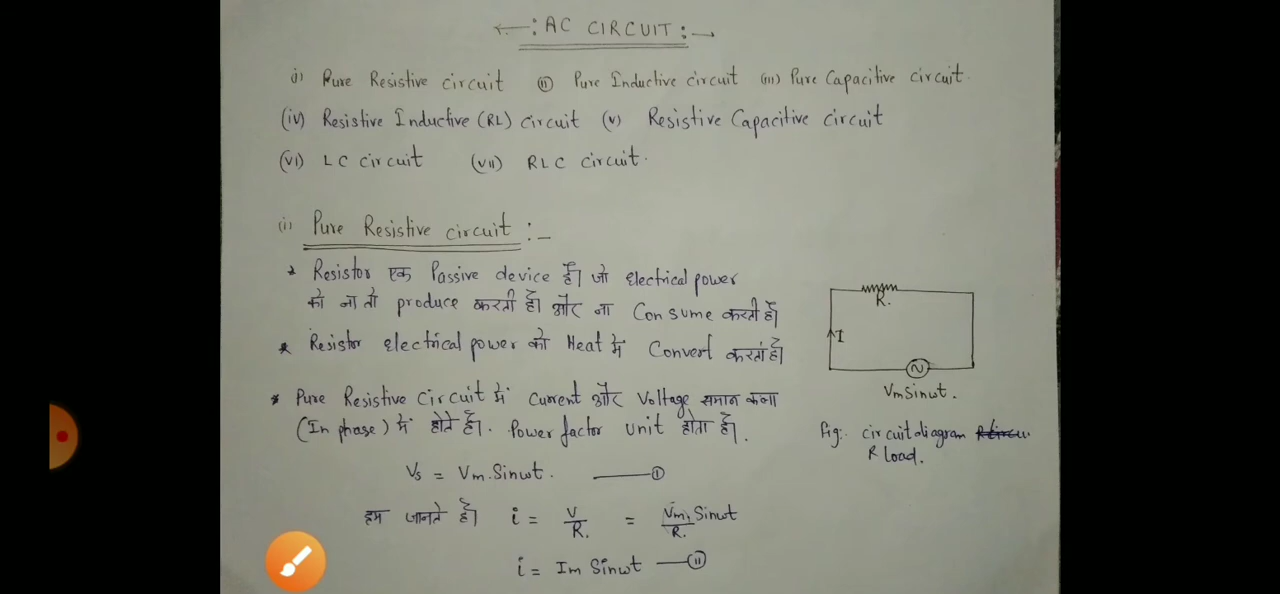 ←: AC CIRCUIT :→
i) Pure Resistive circuit (ii) Pure Inductive circuit (iii) Pure Capacitive circuit.
(iv) Resistive Inductive (RL) circuit (v) Resistive Capacitive circuit
(vi) LC circuit (vii) RLC circuit.
(i) Pure Resistive circuit :-
* Resistor एक Passive device है। जो electrical power
को ना तो produce करती है। और ना Consume करती है।
* Resistor electrical power को Heat में Convert करता है।
* Pure Resistive Circuit में Current और Voltage समान कला
(In phase) में होते है। Power factor unit होता है।
Vs = Vm. Sinωt. —— (i)
हम जानते है। i = V/R. = Vm. Sinωt/R.
i = Im Sinωt —(ii)
R.
I
Vm Sinωt.
Fig:- circuit diagram
R load.